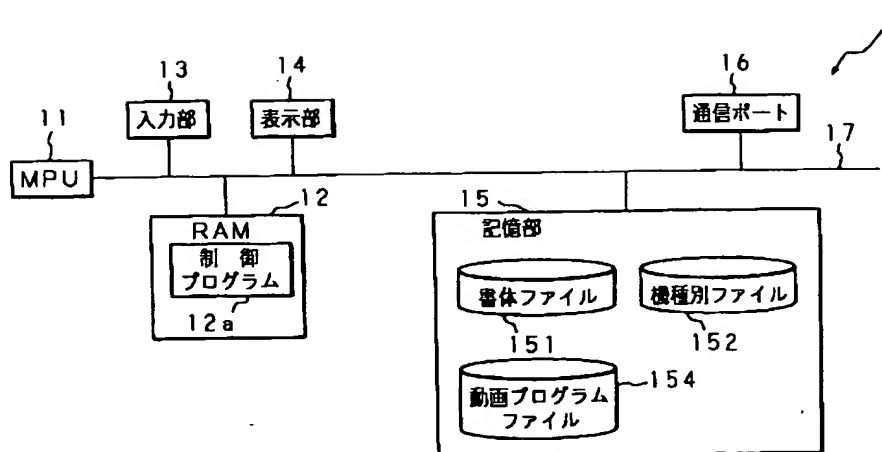 13
14
16
11
入力部
表示部
通信ポート
17
MPU
12
15
RAM
記憶部
制御
プログラム
書体ファイル
機種別ファイル
12a
151
152
154
動画プログラム
ファイル